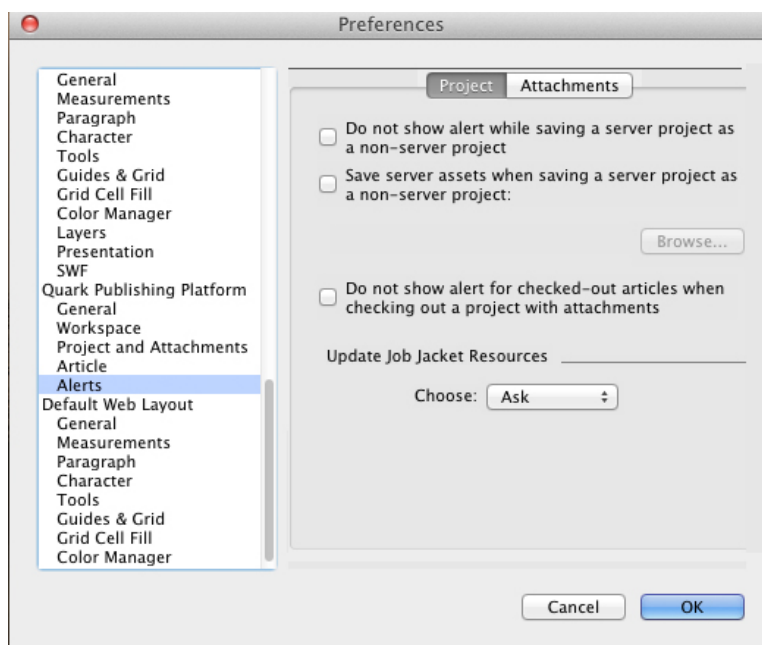 Preferences
General
Measurements
Paragraph
Character
Tools
Guides & Grid
Grid Cell Fill
Color Manager
Layers
Presentation
SWF
Quark Publishing Platform
General
Workspace
Project and Attachments
Article
Alerts
Default Web Layout
General
Measurements
Paragraph
Character
Tools
Guides & Grid
Grid Cell Fill
Color Manager
Project Attachments
Do not show alert while saving a server project as
a non-server project
Save server assets when saving a server project as
a non-server project:
Browse...
Do not show alert for checked-out articles when
checking out a project with attachments
Update Job Jacket Resources
Choose: Ask
Cancel OK